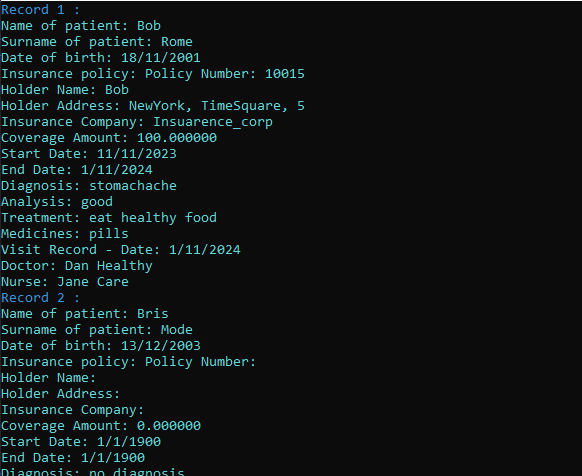 Record 1 :
Name of patient: Bob
Surname of patient: Rome
Date of birth: 18/11/2001
Insurance policy: Policy Number: 10015
Holder Name: Bob
Holder Address: NewYork, TimeSquare, 5
Insurance Company: Insuarence_corp
Coverage Amount: 100.000000
Start Date: 11/11/2023
End Date: 1/11/2024
Diagnosis: stomachache
Analysis: good
Treatment: eat healthy food
Medicines: pills
Visit Record - Date: 1/11/2024
Doctor: Dan Healthy
Nurse: Jane Care
Record 2 :
Name of patient: Bris
Surname of patient: Mode
Date of birth: 13/12/2003
Insurance policy: Policy Number:
Holder Name:
Holder Address:
Insurance Company:
Coverage Amount: 0.000000
Start Date: 1/1/1900
End Date: 1/1/1900
Diagnosis: no diagnosis